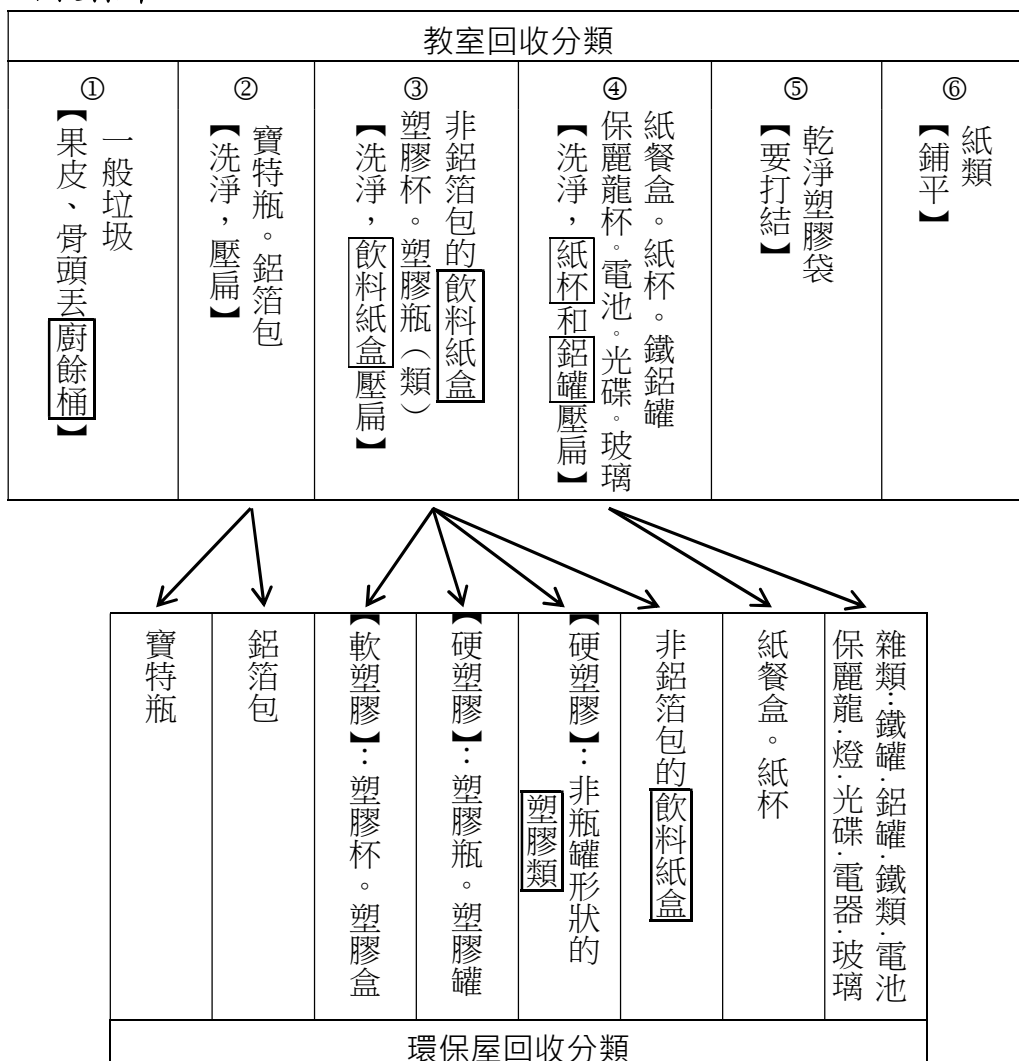 教室回收分類
①
一般垃圾
【果皮、骨頭丟廚餘桶】
②
寶特瓶。鋁箔包
【洗淨，壓扁】
③
非鋁箔包的飲料紙盒
塑膠杯。塑膠瓶（類）
【洗淨，飲料紙盒壓扁】
④
紙餐盒。紙杯。鐵鋁罐
保麗龍杯。電池。光碟。玻璃
【洗淨，紙杯和鋁罐壓扁】
⑤
乾淨塑膠袋
【要打結】
⑥
紙類
【鋪平】
寶特瓶
鋁箔包
【軟塑膠】：塑膠杯。塑膠盒
【硬塑膠】：塑膠瓶。塑膠罐
【硬塑膠】：非瓶罐形狀的
塑膠類
非鋁箔包的飲料紙盒
紙餐盒。紙杯
雜類：鐵罐.鋁罐.鐵類.電池
保麗龍.燈.光碟.電器.玻璃
環保屋回收分類